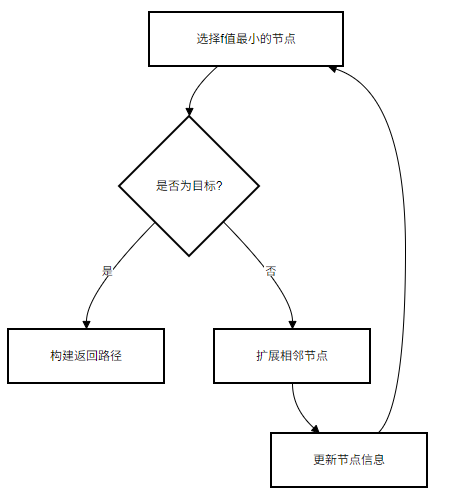 选择f值最小的节点
是否为目标?
是
否
构建返回路径
扩展相邻节点
更新节点信息